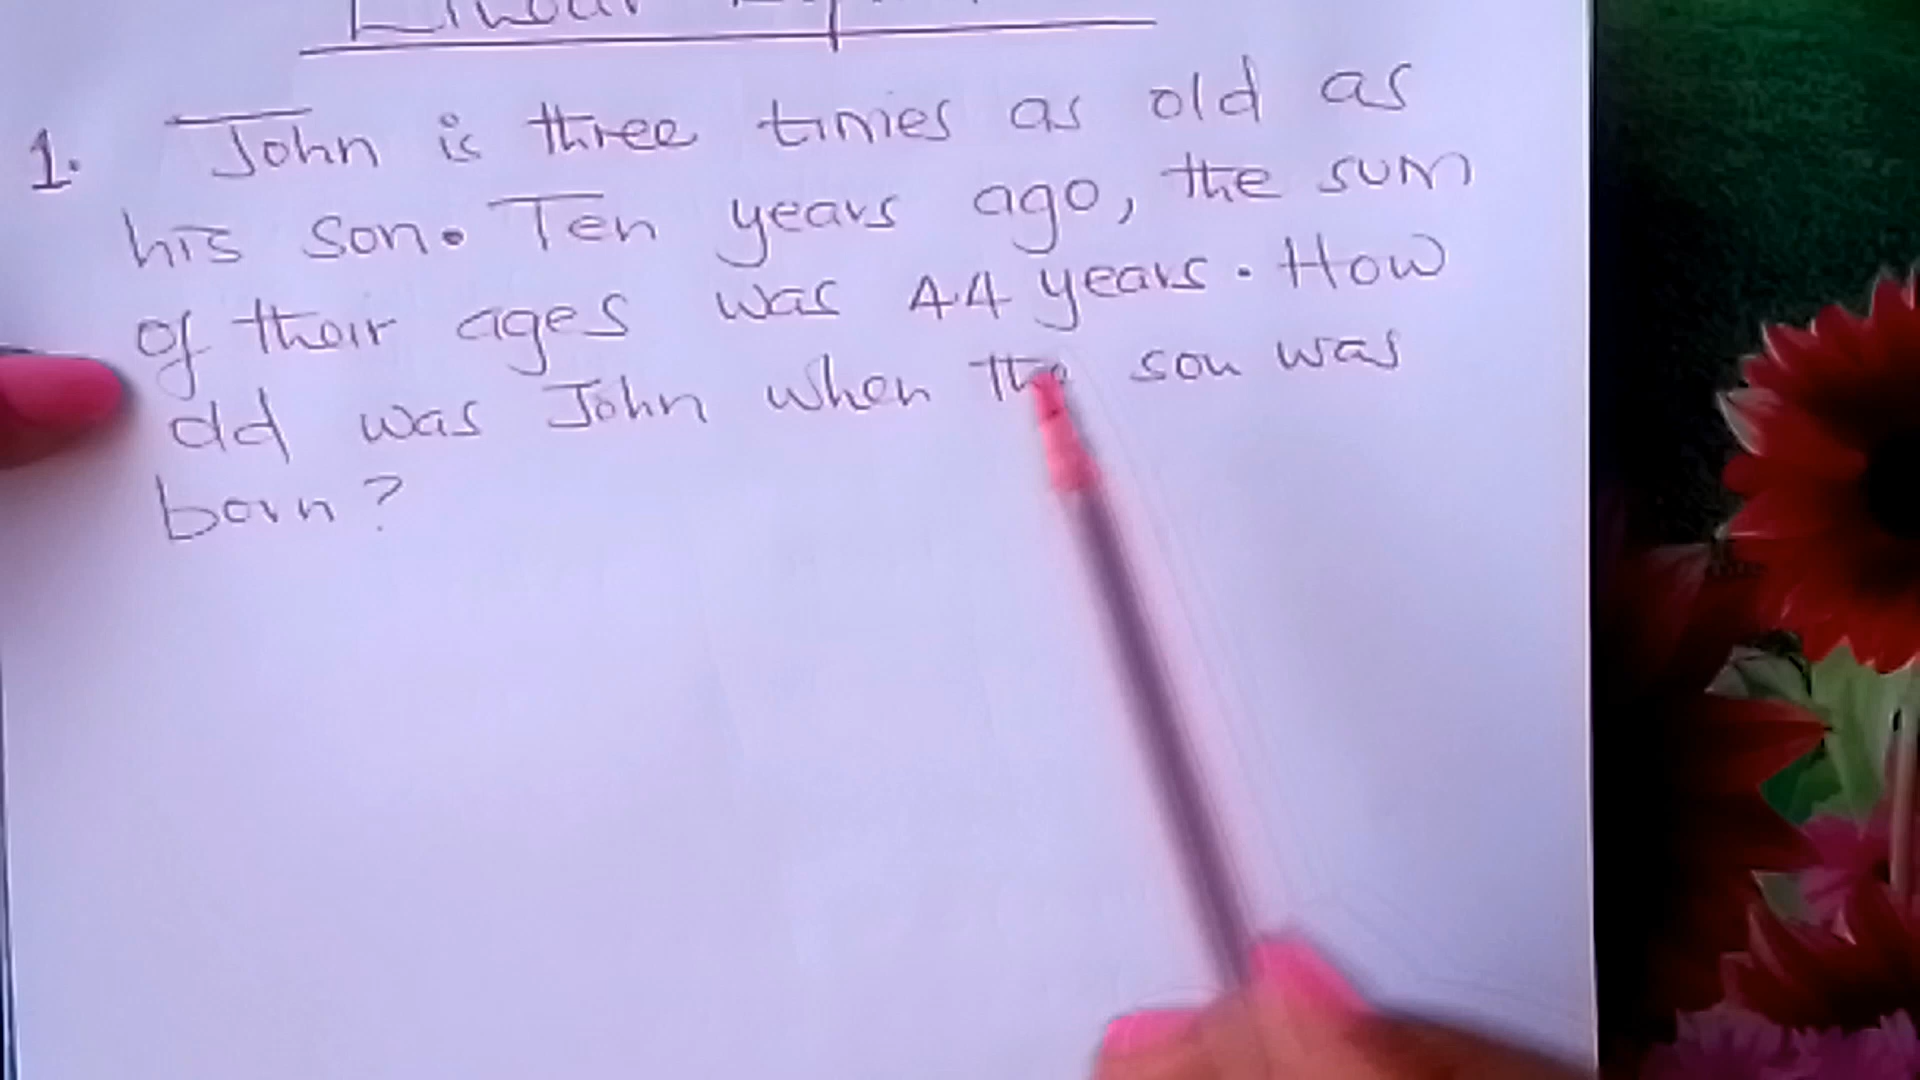 1. John is three times as old as
his son. Ten years ago, the sum
of their ages was 44 years. How
old was John when the son was
born?